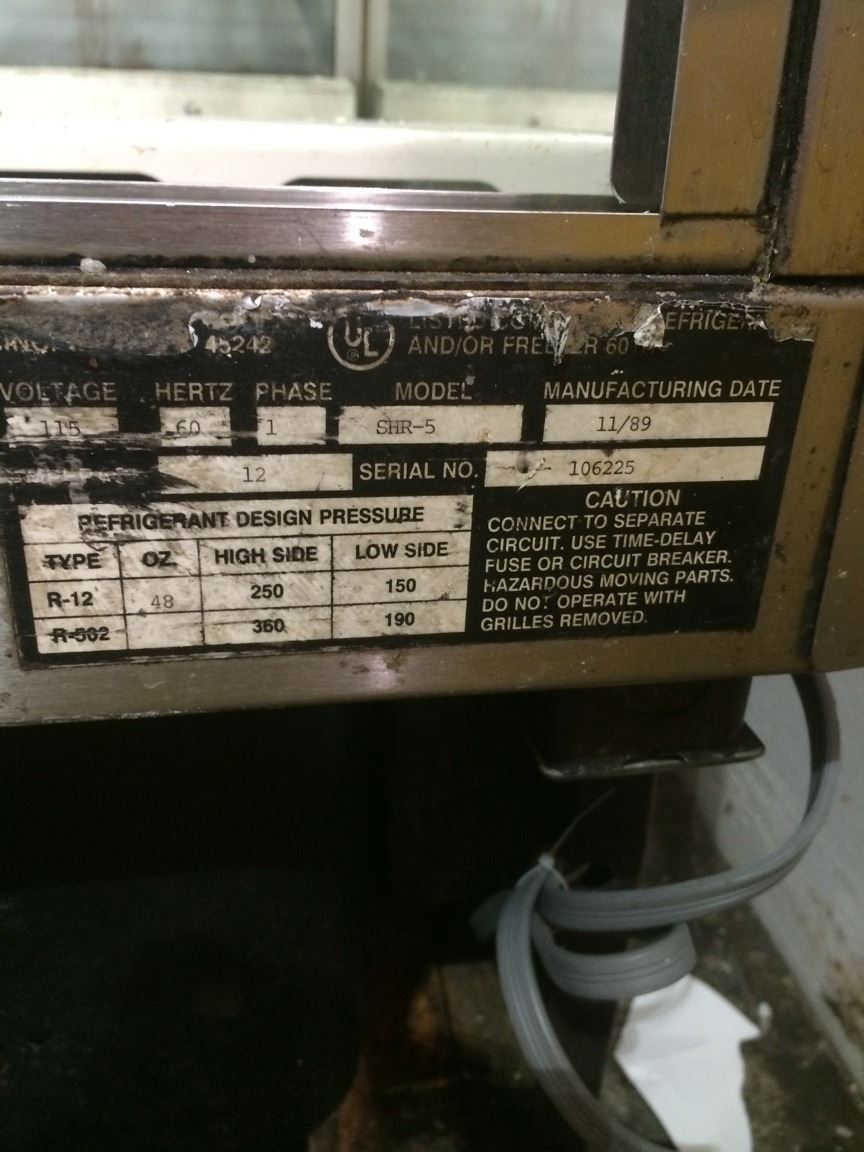 45242 UL
AND/OR FREEZER 60
VOLTAGE HERTZ PHASE MODEL MANUFACTURING DATE
115 60 1 SHR-5 11/89
12 SERIAL NO. 106225
REFRIGERANT DESIGN PRESSURE
TYPE OZ. HIGH SIDE LOW SIDE
R-12 48 250 150
R-502 360 190
CAUTION
CONNECT TO SEPARATE
CIRCUIT. USE TIME-DELAY
FUSE OR CIRCUIT BREAKER.
HAZARDOUS MOVING PARTS.
DO NOT OPERATE WITH
GRILLES REMOVED.